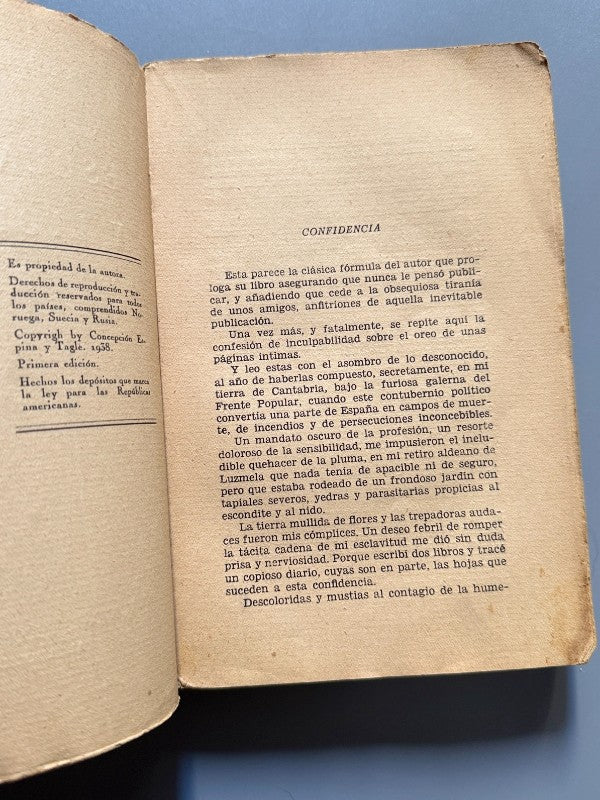 Es propiedad de la autora.
Derechos de reproducción y tra-
ducción reservados para todos
los países, comprendidos No-
ruega, Suecia y Rusia.
Copyrigh by Concepción Es-
pina y Tagle. 1938.
Primera edición.
Hechos los depósitos que marca
la ley para las Repúblicas
americanas.
CONFIDENCIA
Esta parece la clásica fórmula del autor que pro-
loga su libro asegurando que nunca le pensó publi-
car, y añadiendo que cede a la obsequiosa tiranía
de unos amigos, anfitriones de aquella inevitable
publicación.
Una vez más, y fatalmente, se repite aquí la
confesión de inculpabilidad sobre el oreo de unas
páginas intimas.
Y leo estas con el asombro de lo desconocido,
al año de haberlas compuesto, secretamente, en mi
tierra de Cantabria, bajo la furiosa galerna del
Frente Popular, cuando este contubernio político
convertía una parte de España en campos de muer-
te, de incendios y de persecuciones inconcebibles.
Un mandato oscuro de la profesión, un resorte
doloroso de la sensibilidad, me impusieron el inelu-
dible quehacer de la pluma, en mi retiro aldeano de
Luzmela que nada tenía de apacible ni de seguro,
pero que estaba rodeado de un frondoso jardín con
tapiales severos, yedras y parasitarias propicias al
escondite y al nido.
La tierra mullida de flores y las trepadoras auda-
ces fueron mis cómplices. Un deseo febril de romper
la tácita cadena de mi esclavitud me dió sin duda
prisa y nerviosidad. Porque escribí dos libros y tracé
un copioso diario, cuyas son en parte, las hojas que
suceden a esta confidencia.
Descoloridas y mustias al contagio de la hume-